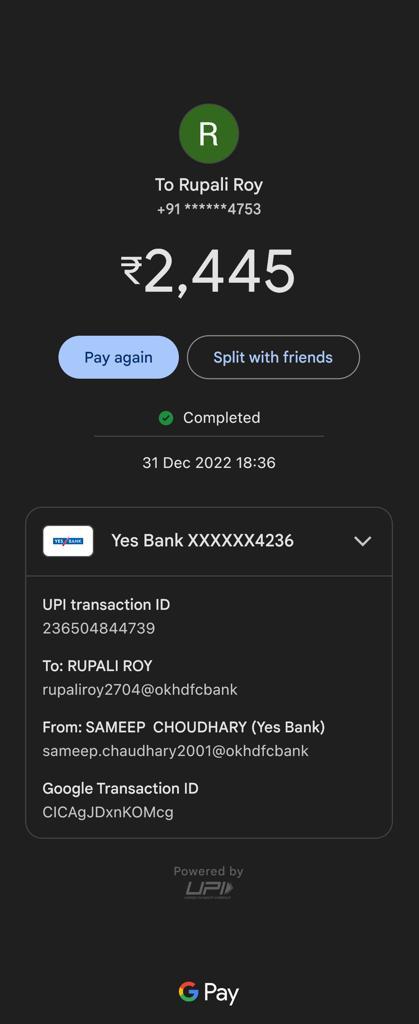 R
To Rupali Roy
+91 ******4753
₹2,445
Pay again
Split with friends
Completed
31 Dec 2022 18:36
YES BANK
Yes Bank XXXXXX4236
UPI transaction ID
236504844739
To: RUPALI ROY
rupaliroy2704@okhdfcbank
From: SAMEEP CHOUDHARY (Yes Bank)
sameep.chaudhary2001@okhdfcbank
Google Transaction ID
CICAgJDxnKOMcg
Powered by
UPI
G Pay